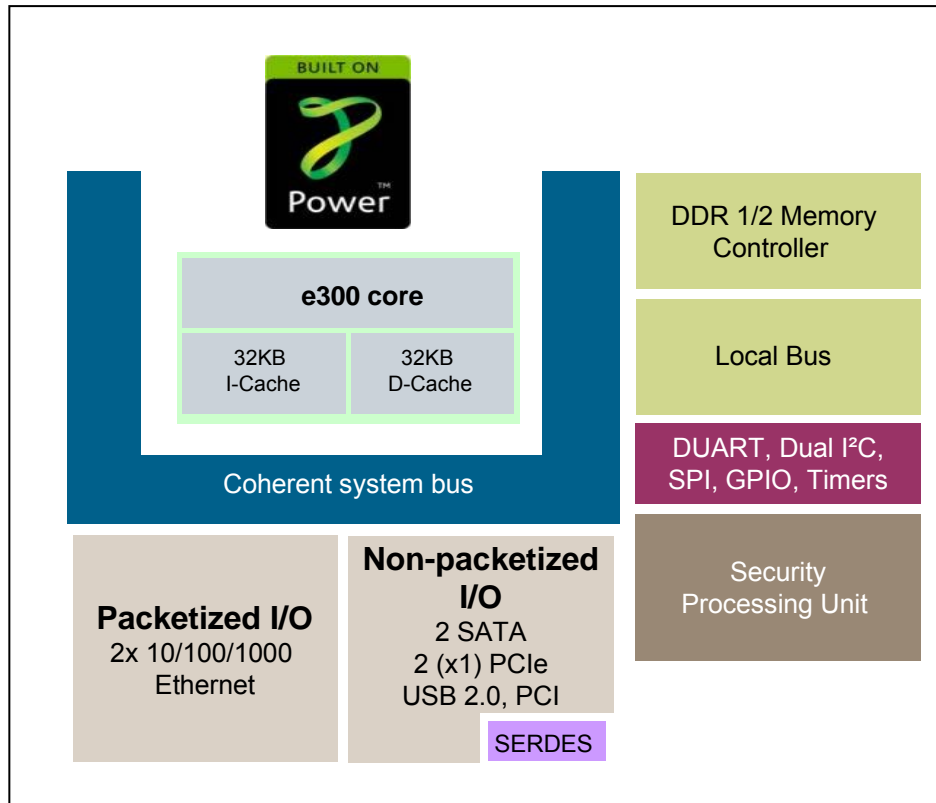 BUILT ON
Power™
e300 core
32KB
I-Cache
32KB
D-Cache
Coherent system bus
DDR 1/2 Memory
Controller
Local Bus
DUART, Dual I²C,
SPI, GPIO, Timers
Security
Processing Unit
Packetized I/O
2x 10/100/1000
Ethernet
Non-packetized
I/O
2 SATA
2 (x1) PCIe
USB 2.0, PCI
SERDES